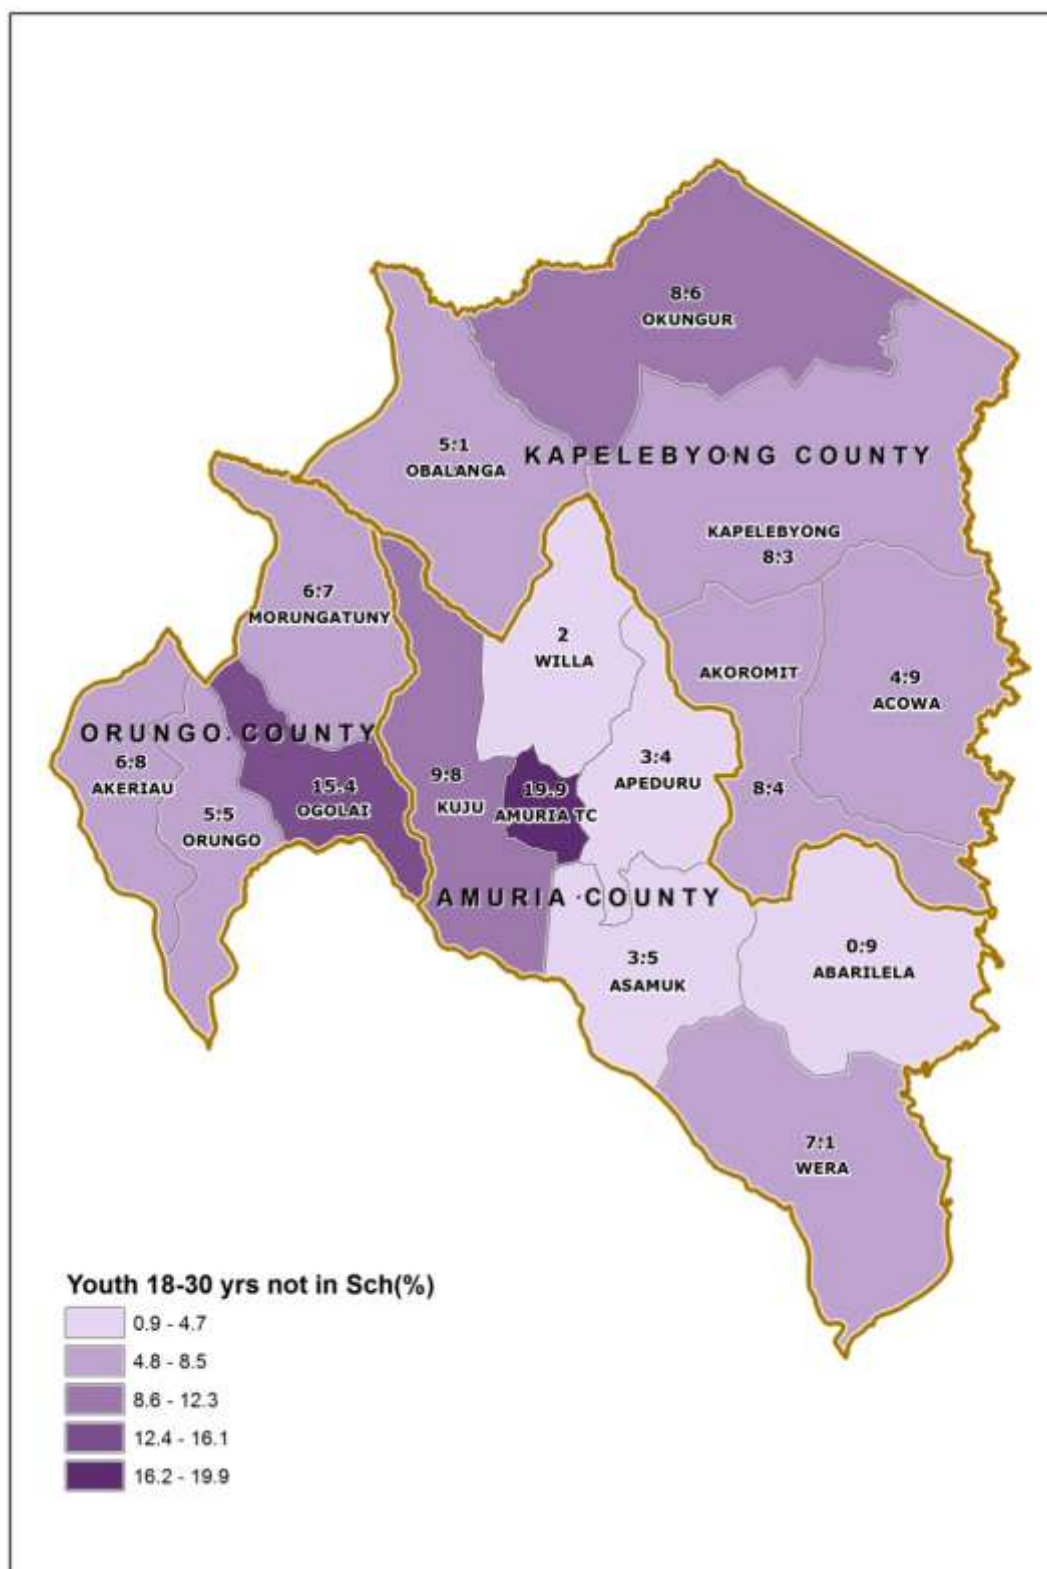 8:6
OKUNGUR
5:1
OBALANGA
KAPELEBYONG COUNTY
KAPELEBYONG
8:3
6:7
MORUNGATUNY
2
WILLA
AKOROMIT
4:9
ACOWA
ORUNGO COUNTY
6:8
AKERIAU
9:8
KUJU
3:4
APEDURU
15.4
OGOLAI
19.9
AMURIA TC
8:4
5:5
ORUNGO
AMURIA COUNTY
3:5
ASAMUK
0:9
ABARILELA
7:1
WERA
Youth 18-30 yrs not in Sch(%)
0.9 - 4.7
4.8 - 8.5
8.6 - 12.3
12.4 - 16.1
16.2 - 19.9